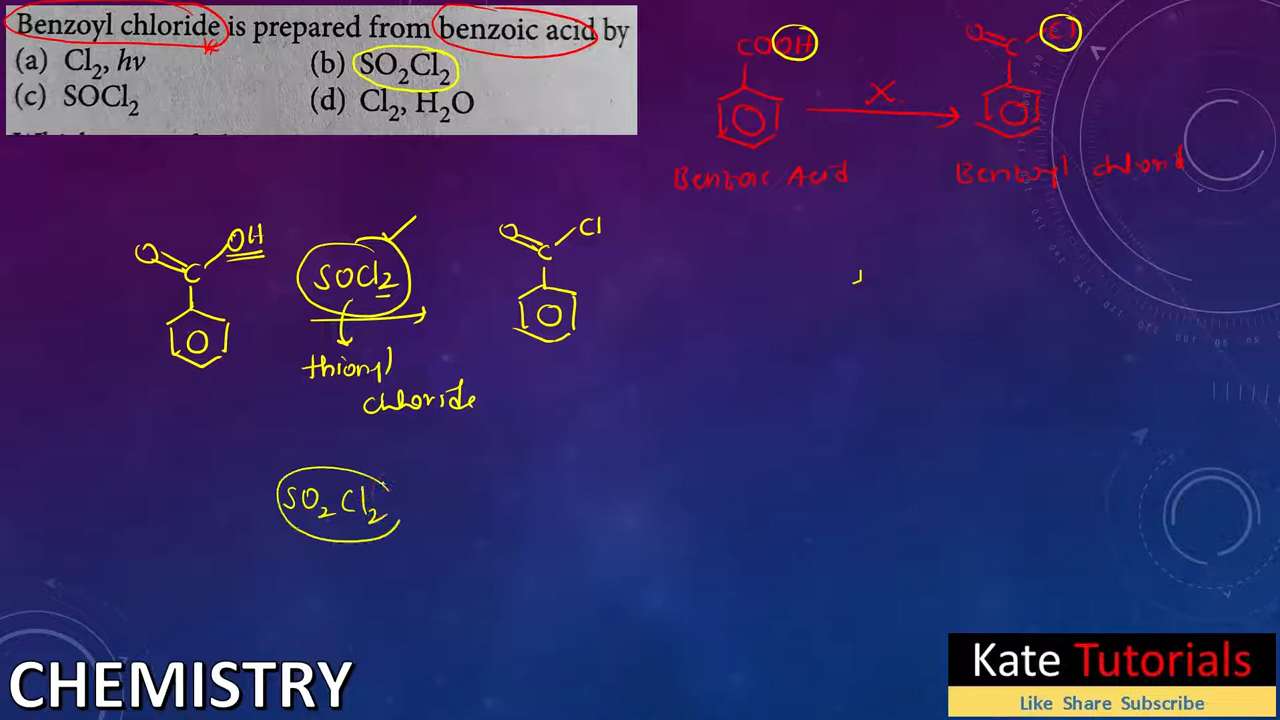 Benzoyl chloride is prepared from benzoic acid by
(a) Cl2, hν (b) SO2Cl2
(c) SOCl2 (d) Cl2, H2O
COOH
X
O C Cl
Benzoic Acid
Benzoyl chlorid
O C OH
SOCl2
O C Cl
thionyl
chloride
SO2Cl2
CHEMISTRY
Kate Tutorials
Like Share Subscribe